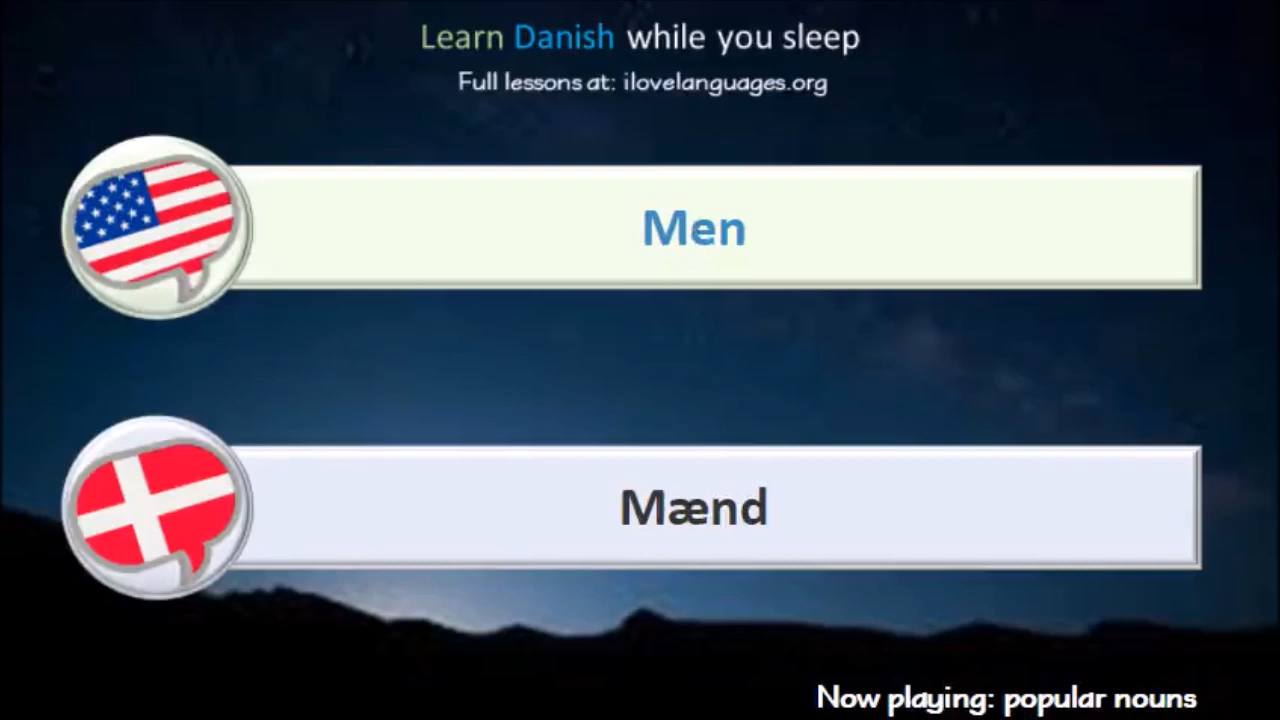 Learn Danish while you sleep
Full lessons at: ilovelanguages.org
Men
Mænd
Now playing: popular nouns